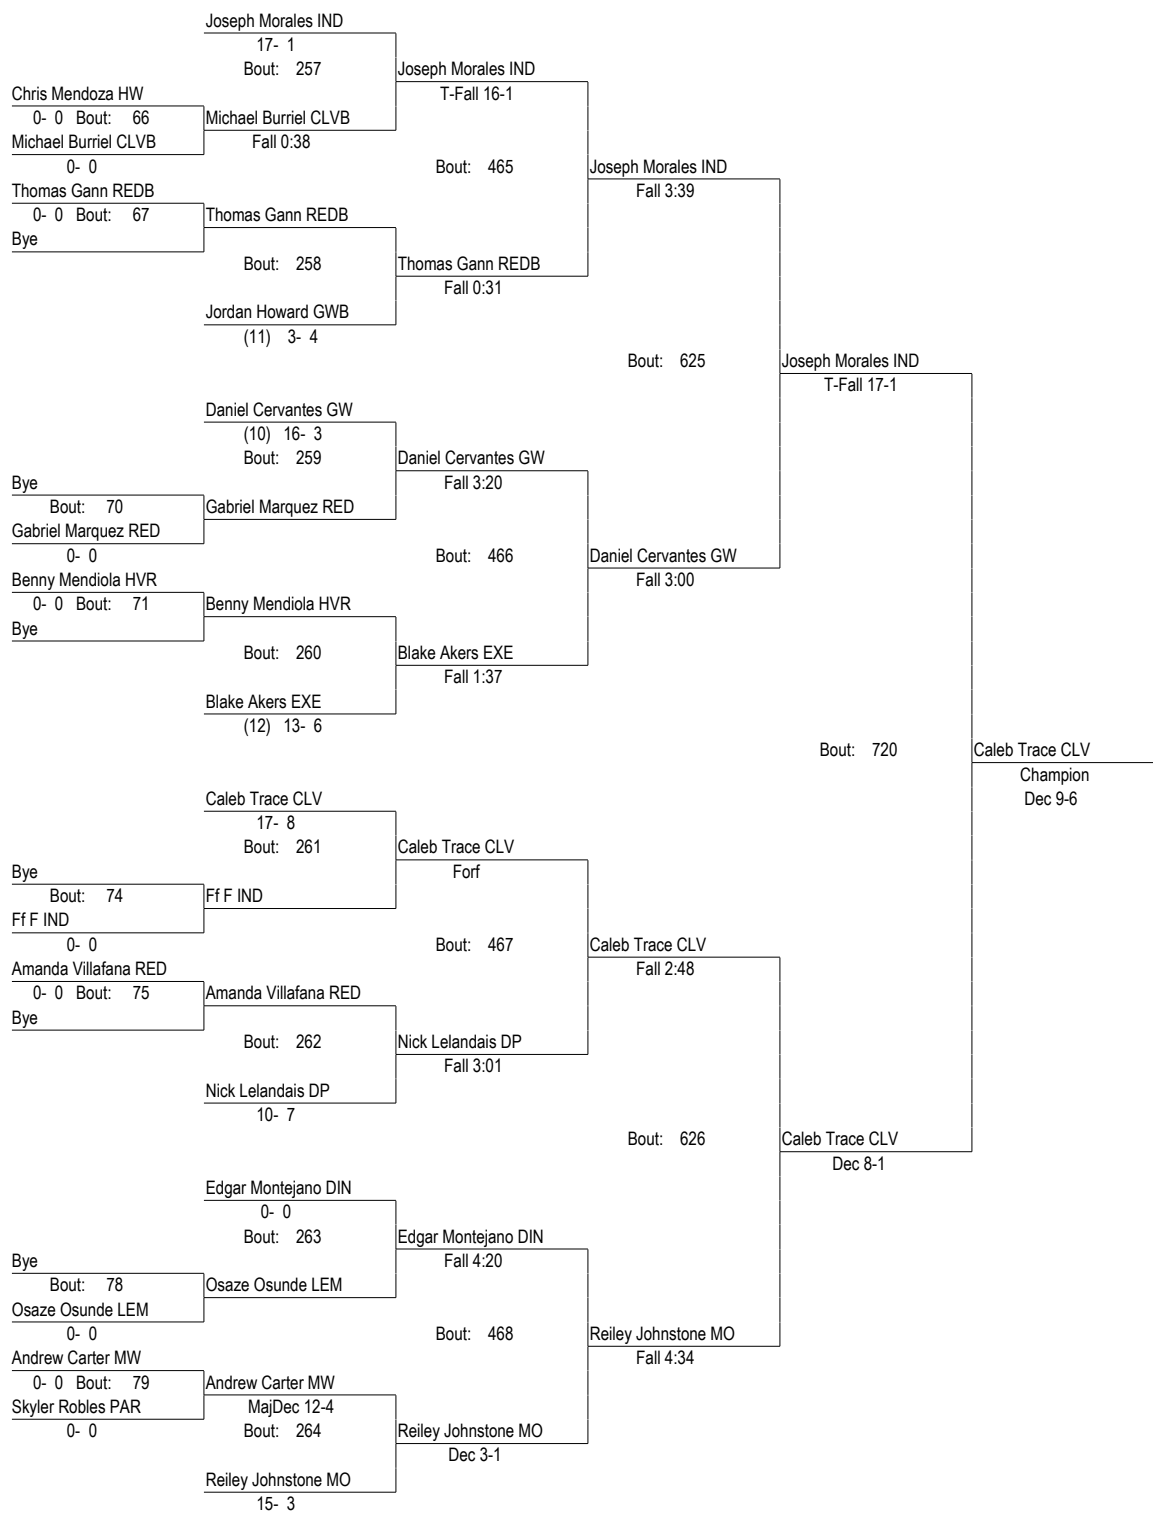 Joseph Morales IND
17- 1
Bout: 257
Joseph Morales IND
T-Fall 16-1
Chris Mendoza HW
0- 0 Bout: 66
Michael Burriel CLVB
Fall 0:38
Michael Burriel CLVB
0- 0
Bout: 465
Joseph Morales IND
Fall 3:39
Thomas Gann REDB
0- 0 Bout: 67
Thomas Gann REDB
Bye
Bout: 258
Thomas Gann REDB
Fall 0:31
Jordan Howard GWB
(11) 3- 4
Bout: 625
Joseph Morales IND
T-Fall 17-1
Daniel Cervantes GW
(10) 16- 3
Bout: 259
Daniel Cervantes GW
Fall 3:20
Bye
Bout: 70
Gabriel Marquez RED
Gabriel Marquez RED
0- 0
Bout: 466
Daniel Cervantes GW
Fall 3:00
Benny Mendiola HVR
0- 0 Bout: 71
Benny Mendiola HVR
Bye
Bout: 260
Blake Akers EXE
Fall 1:37
Blake Akers EXE
(12) 13- 6
Bout: 720
Caleb Trace CLV
Champion
Dec 9-6
Caleb Trace CLV
17- 8
Bout: 261
Caleb Trace CLV
Forf
Bye
Bout: 74
Ff F IND
Ff F IND
0- 0
Bout: 467
Caleb Trace CLV
Fall 2:48
Amanda Villafana RED
0- 0 Bout: 75
Amanda Villafana RED
Bye
Bout: 262
Nick Lelandais DP
Fall 3:01
Nick Lelandais DP
10- 7
Bout: 626
Caleb Trace CLV
Dec 8-1
Edgar Montejano DIN
0- 0
Bout: 263
Edgar Montejano DIN
Fall 4:20
Bye
Bout: 78
Osaze Osunde LEM
Osaze Osunde LEM
0- 0
Bout: 468
Reiley Johnstone MO
Fall 4:34
Andrew Carter MW
0- 0 Bout: 79
Andrew Carter MW
MajDec 12-4
Skyler Robles PAR
0- 0
Bout: 264
Reiley Johnstone MO
Dec 3-1
Reiley Johnstone MO
15- 3